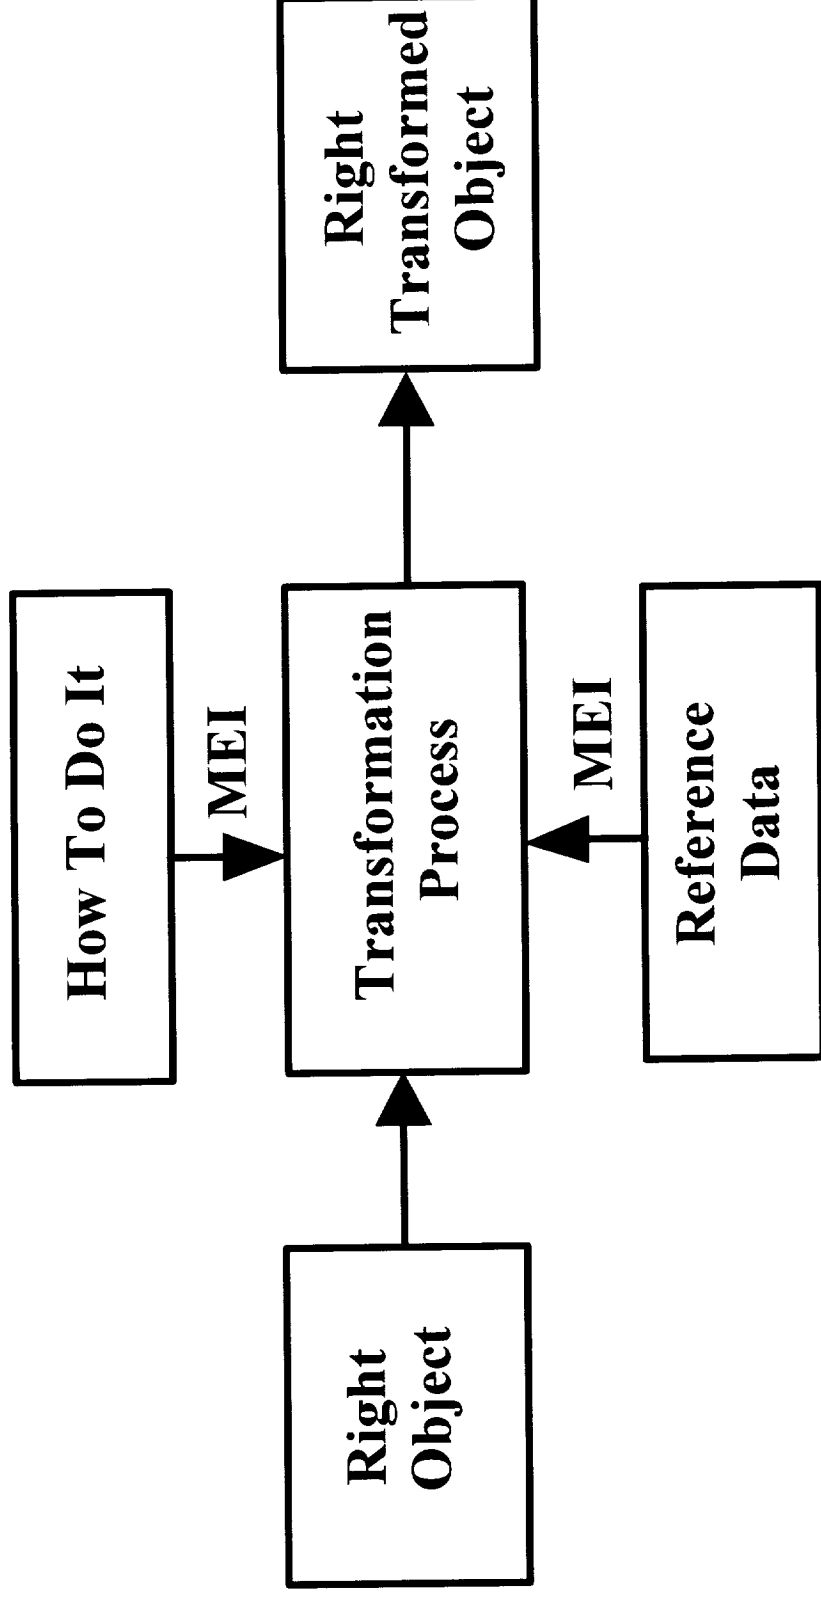 How To Do It
MEI
Right
Object
Transformation
Process
Right
Transformed
Object
MEI
Reference
Data